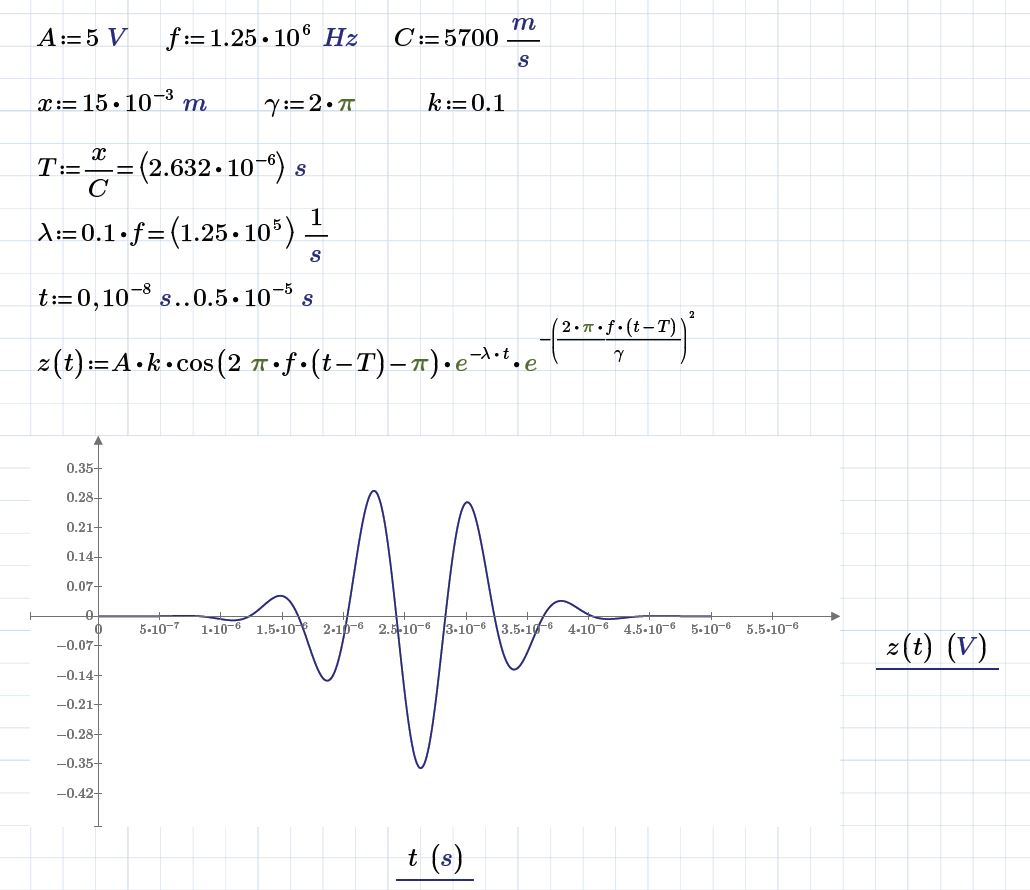 A:=5 V f:=1.25•10⁶ Hz C:=5700 m/s
x:=15•10⁻³ m γ:=2•π k:=0.1
T:=x/C=(2.632•10⁻⁶) s
λ:=0.1•f=(1.25•10⁵) 1/s
t:=0,10⁻⁸ s..0.5•10⁻⁵ s
z(t):=A•k•cos(2 π•f•(t−T)−π)•e^(−λ•t)•e^(−((2•π•f•(t−T))/γ)²)
0.35
0.28
0.21
0.14
0.07
0
0 5•10⁻⁷ 1•10⁻⁶ 1.5•10⁻⁶ 2•10⁻⁶ 2.5•10⁻⁶ 3•10⁻⁶ 3.5•10⁻⁶ 4•10⁻⁶ 4.5•10⁻⁶ 5•10⁻⁶ 5.5•10⁻⁶
−0.07
z(t) (V)
−0.14
−0.21
−0.28
−0.35
−0.42
t (s)